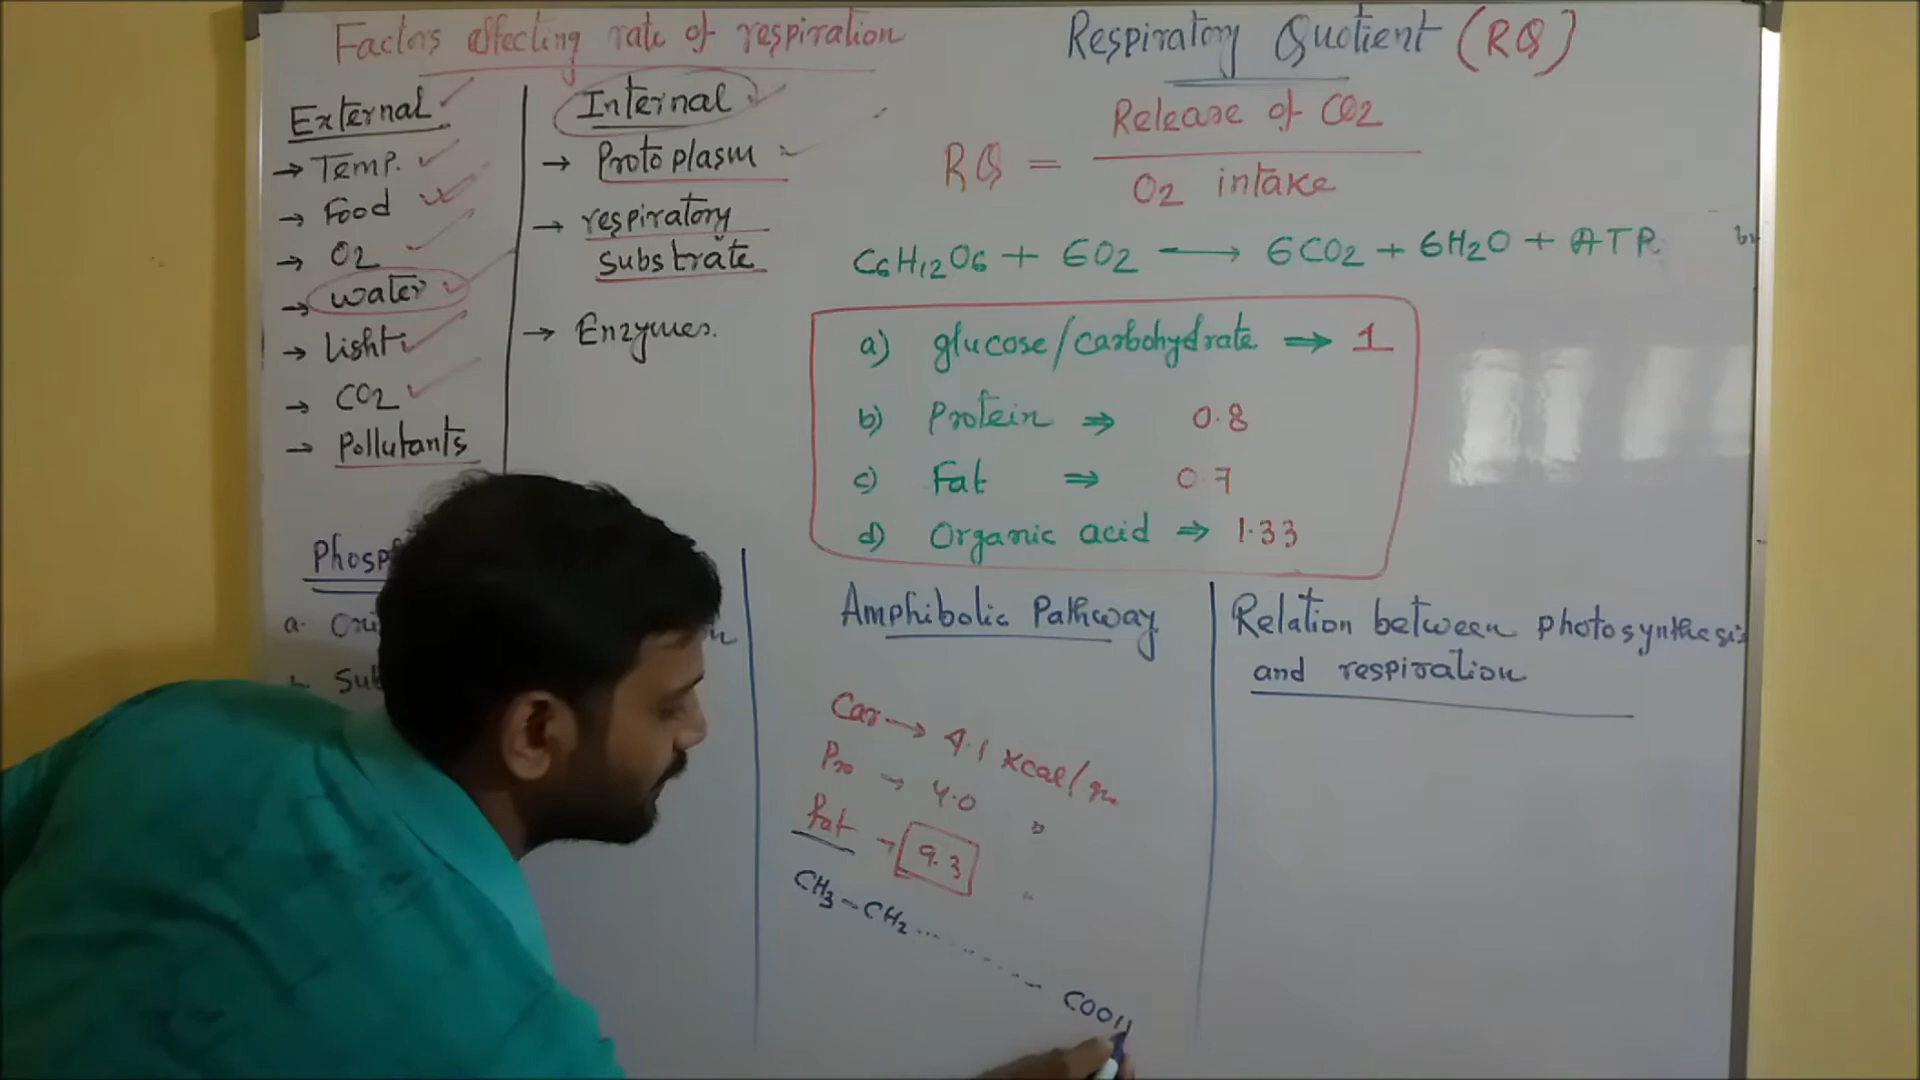 Factors affecting rate of respiration
External
→ Temp.
→ Food
→ O2
→ water
→ Light
→ CO2
→ Pollutants
Internal
→ Protoplasm
→ respiratory
substrate
→ Enzymes.
Respiratory Quotient (RQ)
RQ = Release of CO2
O2 intake
C6H12O6 + 6O2 → 6CO2 + 6H2O + ATP
a) glucose/carbohydrate ⇒ 1
b) Protein ⇒ 0.8
c) Fat ⇒ 0.7
d) Organic acid ⇒ 1.33
a.
Sub
Amphibolic Pathway
Car → 4.1 Kcal/gm
Pro → 4.0 "
fat → 9.3 "
CH3-CH2 ........... COOH
Relation between photosynthesis
and respiration